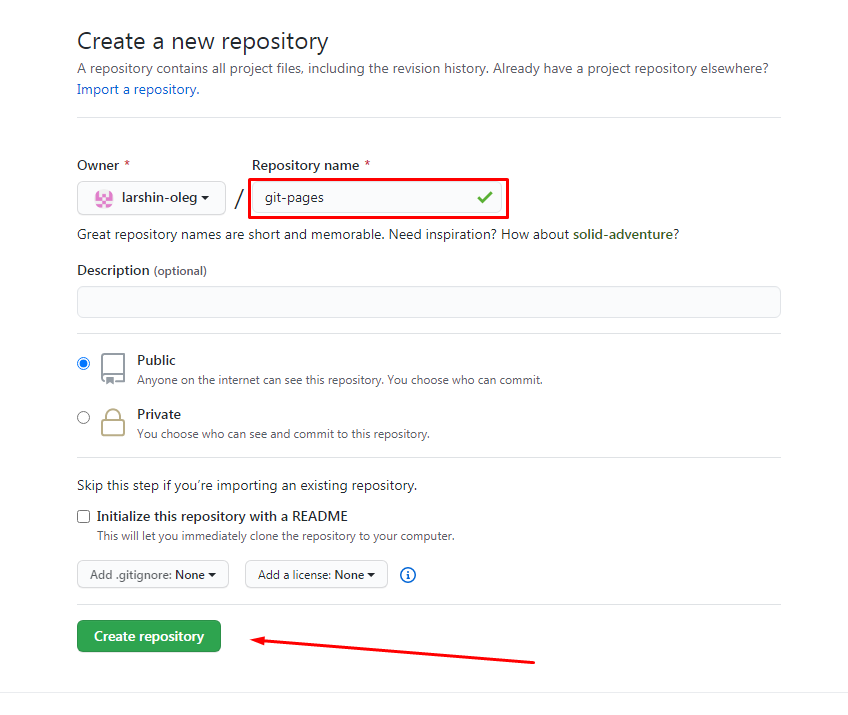 Create a new repository
A repository contains all project files, including the revision history. Already have a project repository elsewhere?
Import a repository.
Owner *
Repository name *
larshin-oleg / git-pages
Great repository names are short and memorable. Need inspiration? How about solid-adventure?
Description (optional)
Public
Anyone on the internet can see this repository. You choose who can commit.
Private
You choose who can see and commit to this repository.
Skip this step if you’re importing an existing repository.
Initialize this repository with a README
This will let you immediately clone the repository to your computer.
Add .gitignore: None
Add a license: None
Create repository